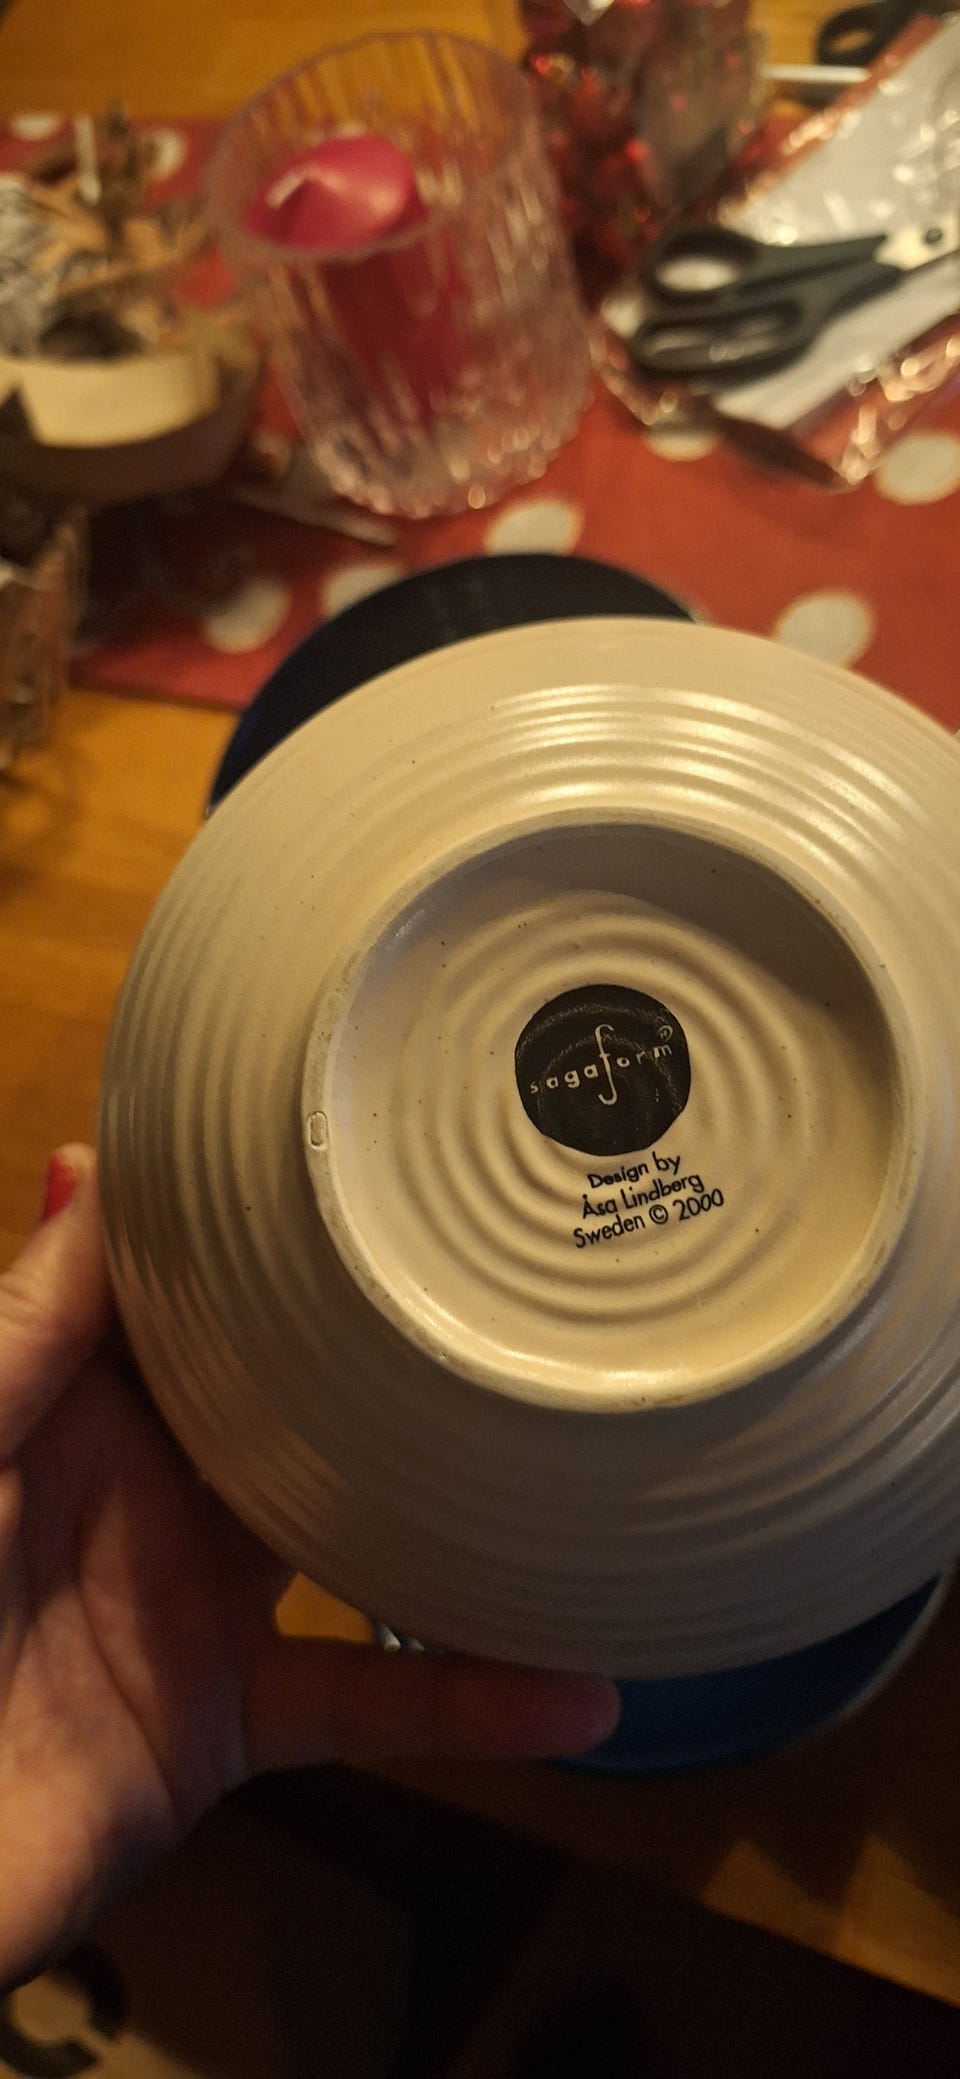 sagaform®
Design by
Åsa Lindberg
Sweden © 2000